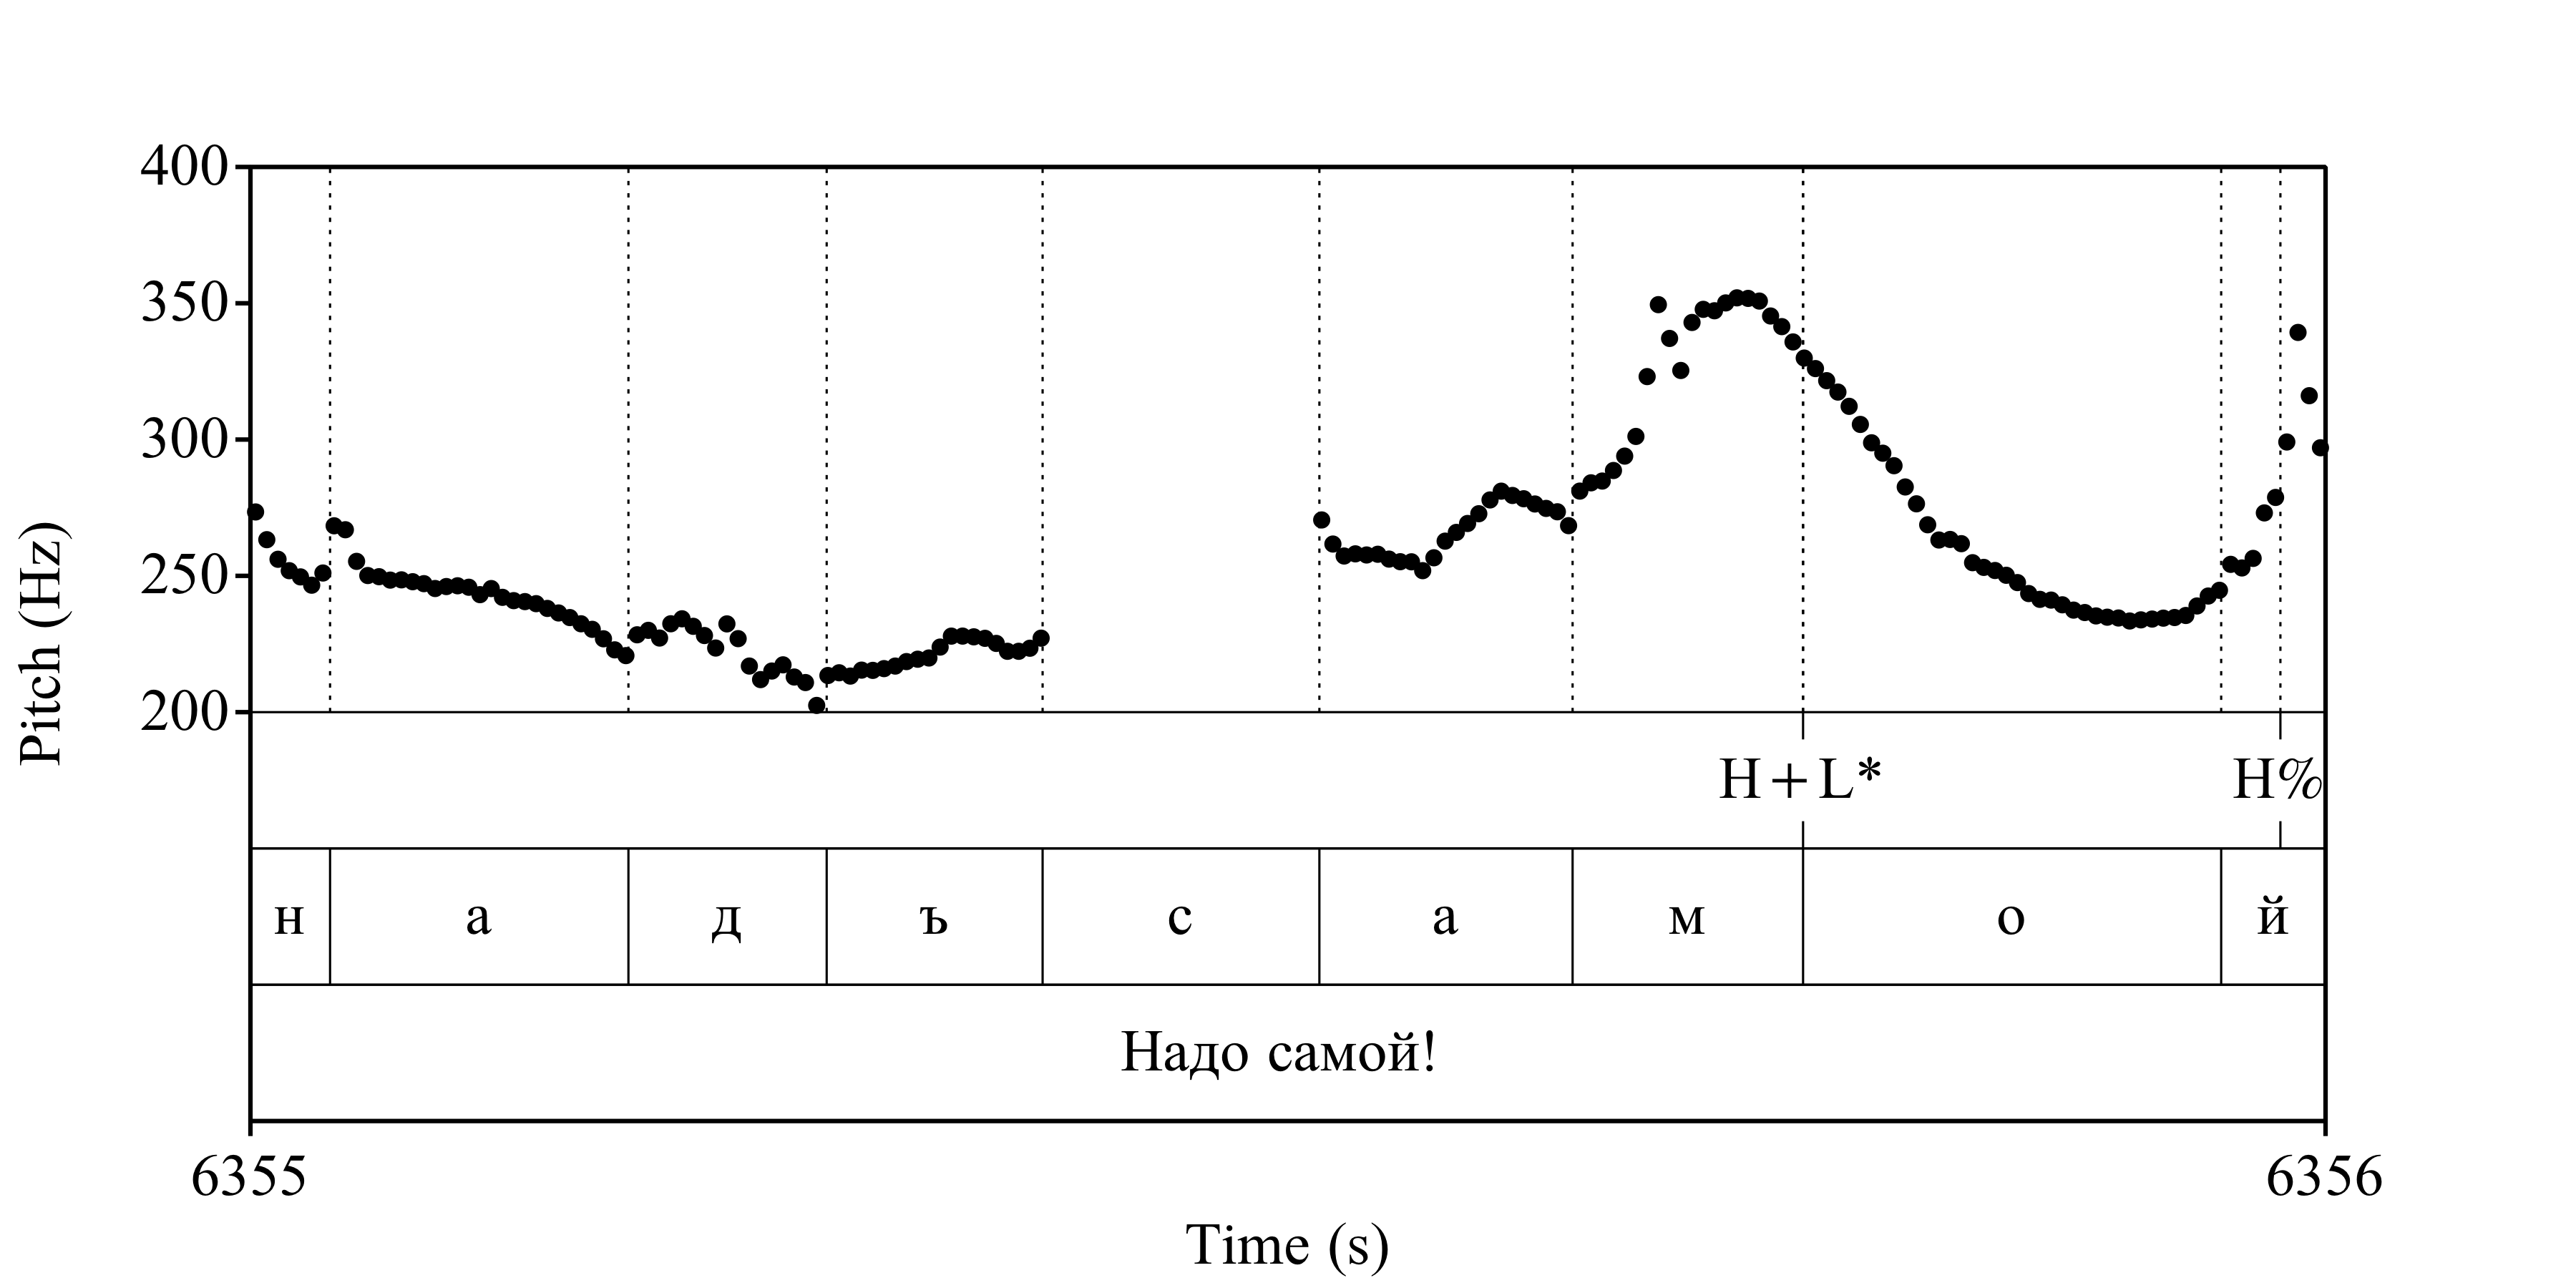 400
350
300
250
200
Pitch (Hz)
H+L* H%
н а д ъ с а м о й
Надо самой!
6355 6356
Time (s)